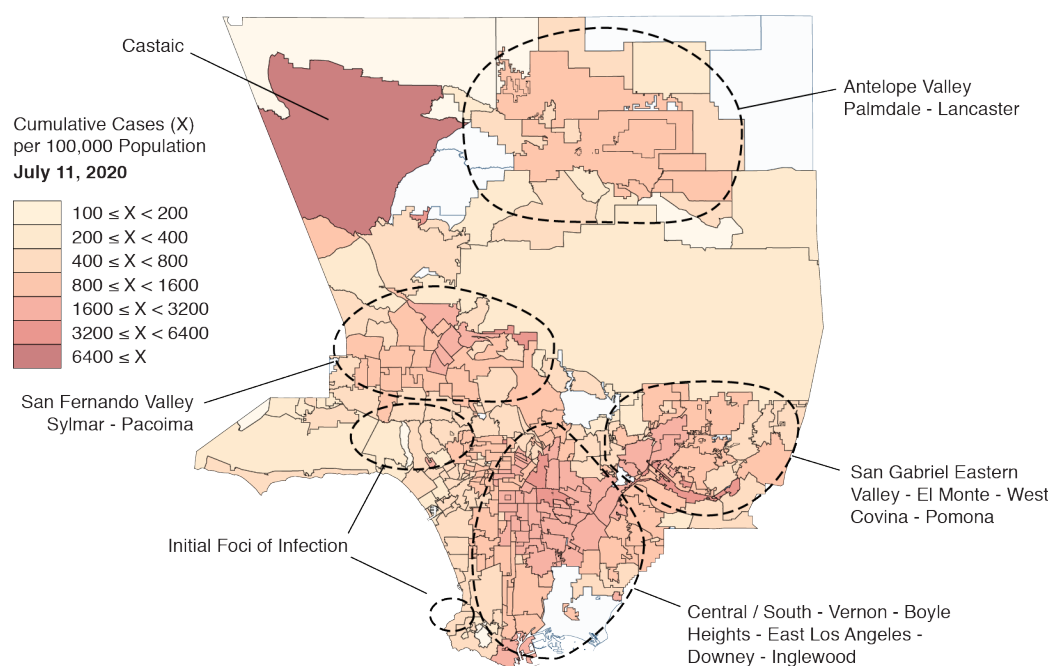 Castaic
Antelope Valley
Palmdale - Lancaster
Cumulative Cases (X)
per 100,000 Population
July 11, 2020
100 ≤ X < 200
200 ≤ X < 400
400 ≤ X < 800
800 ≤ X < 1600
1600 ≤ X < 3200
3200 ≤ X < 6400
6400 ≤ X
San Fernando Valley
Sylmar - Pacoima
San Gabriel Eastern
Valley - El Monte - West
Covina - Pomona
Initial Foci of Infection
Central / South - Vernon - Boyle
Heights - East Los Angeles -
Downey - Inglewood